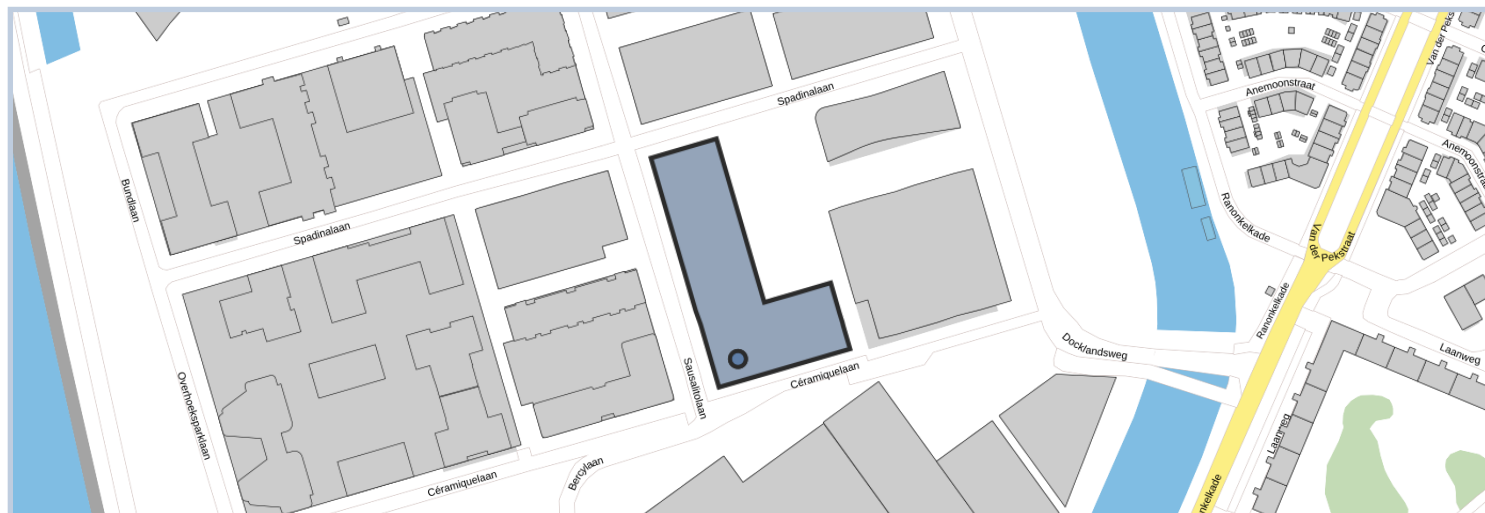 Van der Peks
Spadinalaan
Anemoonstraat
Anemoonstra
Bundlaan
Spadinalaan
Ranonkelkade
Van der
Pekstraat
Ranonkelkade
Docklandsweg
Laanweg
Céramiquelaan
Sausalitolaan
Overhoeksparklaan
Laanweg
Bercylaan
Céramiquelaan
nkelkade